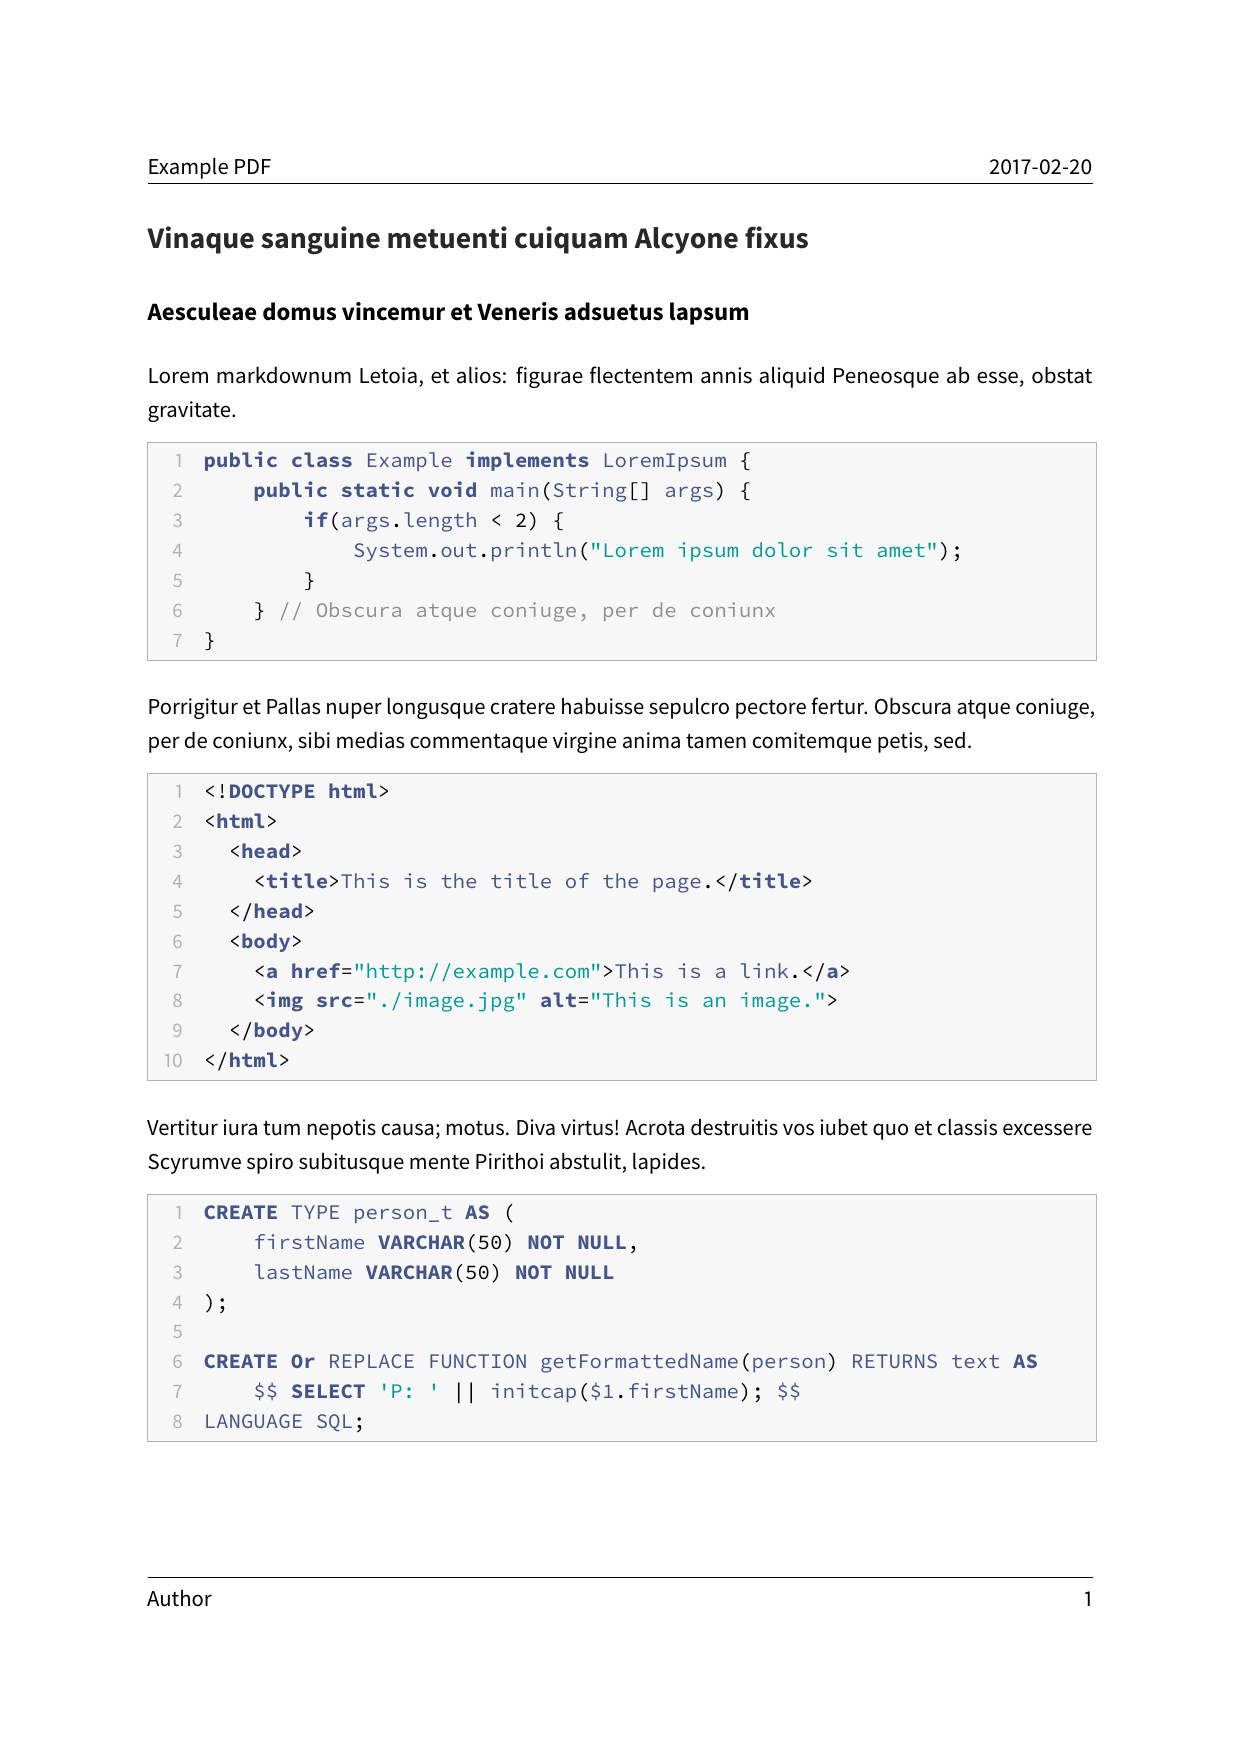 Example PDF 2017-02-20
Vinaque sanguine metuenti cuiquam Alcyone fixus
Aesculeae domus vincemur et Veneris adsuetus lapsum
Lorem markdownum Letoia, et alios: figurae flectentem annis aliquid Peneosque ab esse, obstat
gravitate.
1 public class Example implements LoremIpsum {
2     public static void main(String[] args) {
3         if(args.length < 2) {
4             System.out.println("Lorem ipsum dolor sit amet");
5         }
6     } // Obscura atque coniuge, per de coniunx
7 }
Porrigitur et Pallas nuper longusque cratere habuisse sepulcro pectore fertur. Obscura atque coniuge,
per de coniunx, sibi medias commentaque virgine anima tamen comitemque petis, sed.
1 <!DOCTYPE html>
2 <html>
3   <head>
4     <title>This is the title of the page.</title>
5   </head>
6   <body>
7     <a href="http://example.com">This is a link.</a>
8     <img src="./image.jpg" alt="This is an image.">
9   </body>
10 </html>
Vertitur iura tum nepotis causa; motus. Diva virtus! Acrota destruitis vos iubet quo et classis excessere
Scyrumve spiro subitusque mente Pirithoi abstulit, lapides.
1 CREATE TYPE person_t AS (
2     firstName VARCHAR(50) NOT NULL,
3     lastName VARCHAR(50) NOT NULL
4 );
5
6 CREATE Or REPLACE FUNCTION getFormattedName(person) RETURNS text AS
7     $$ SELECT 'P: ' || initcap($1.firstName); $$
8 LANGUAGE SQL;
Author 1